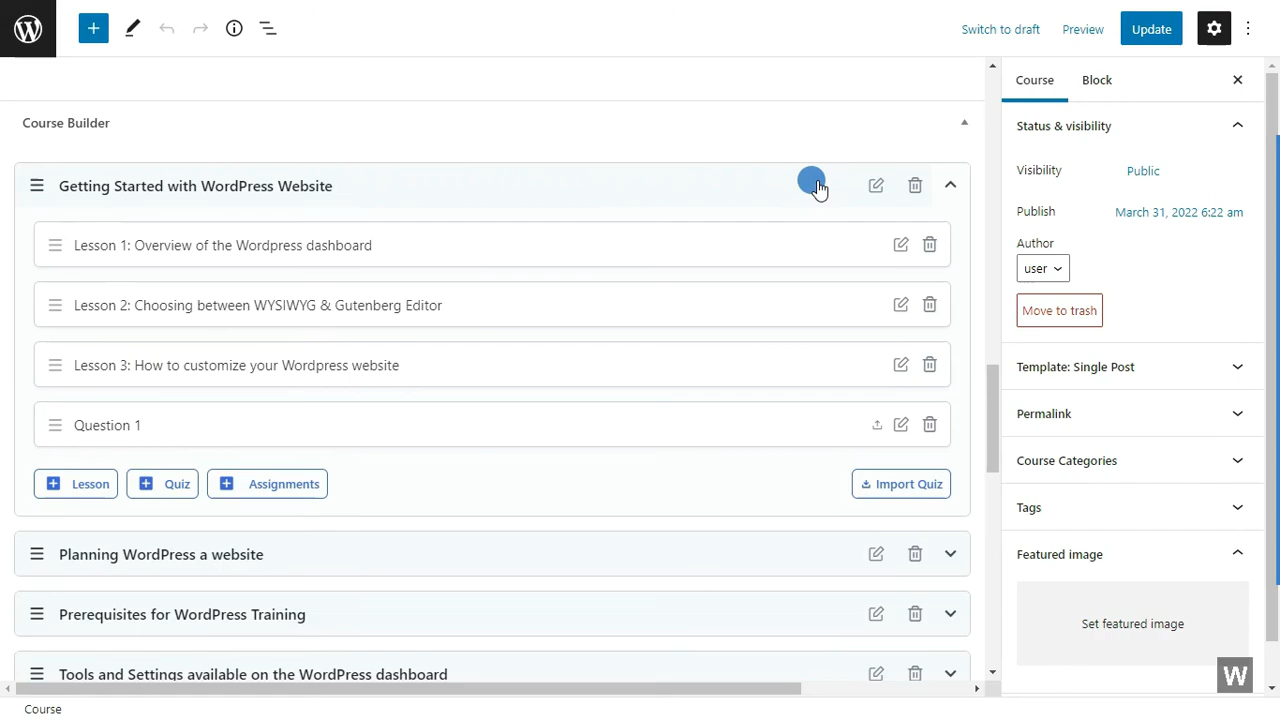 Switch to draft
Preview
Update
Course Builder
Getting Started with WordPress Website
Lesson 1: Overview of the Wordpress dashboard
Lesson 2: Choosing between WYSIWYG & Gutenberg Editor
Lesson 3: How to customize your Wordpress website
Question 1
Lesson
Quiz
Assignments
Import Quiz
Planning WordPress a website
Prerequisites for WordPress Training
Tools and Settings available on the WordPress dashboard
Course
Block
Status & visibility
Visibility
Public
Publish
March 31, 2022 6:22 am
Author
user
Move to trash
Template: Single Post
Permalink
Course Categories
Tags
Featured image
Set featured image
W
Course